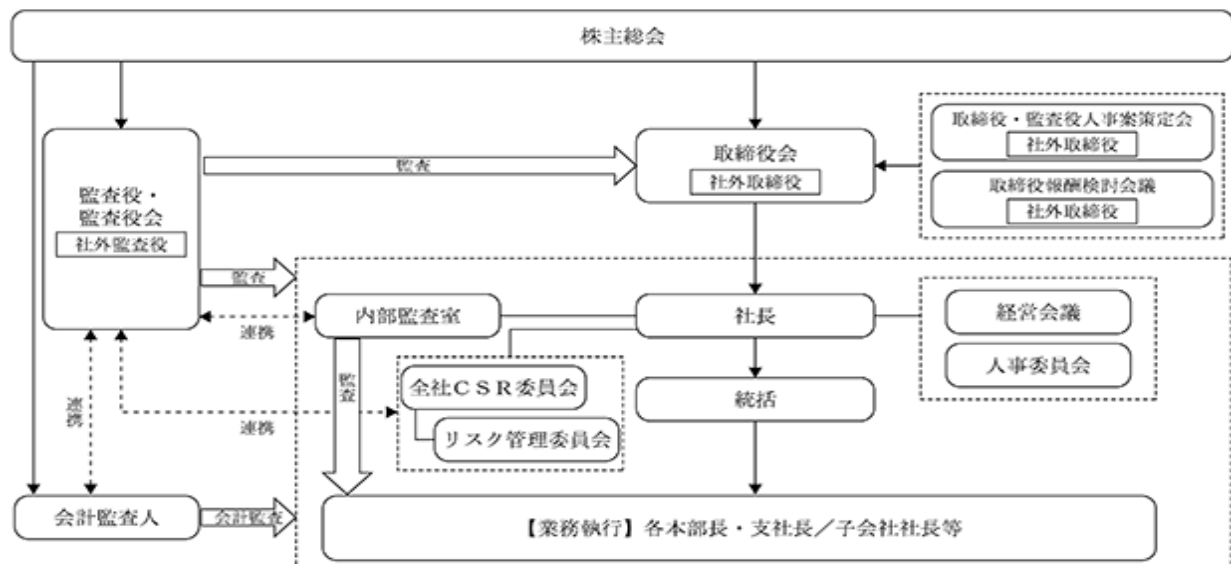 株主総会
取締役・監査役人事案策定会
社外取締役
取締役会
社外取締役
監査
取締役報酬検討会議
社外取締役
監査役・
監査役会
社外監査役
監査
内部監査室
社長
経営会議
連携
人事委員会
監査
全社CSR委員会
統括
連携
連携
リスク管理委員会
会計監査人
会計監査
【業務執行】各本部長・支社長／子会社社長等